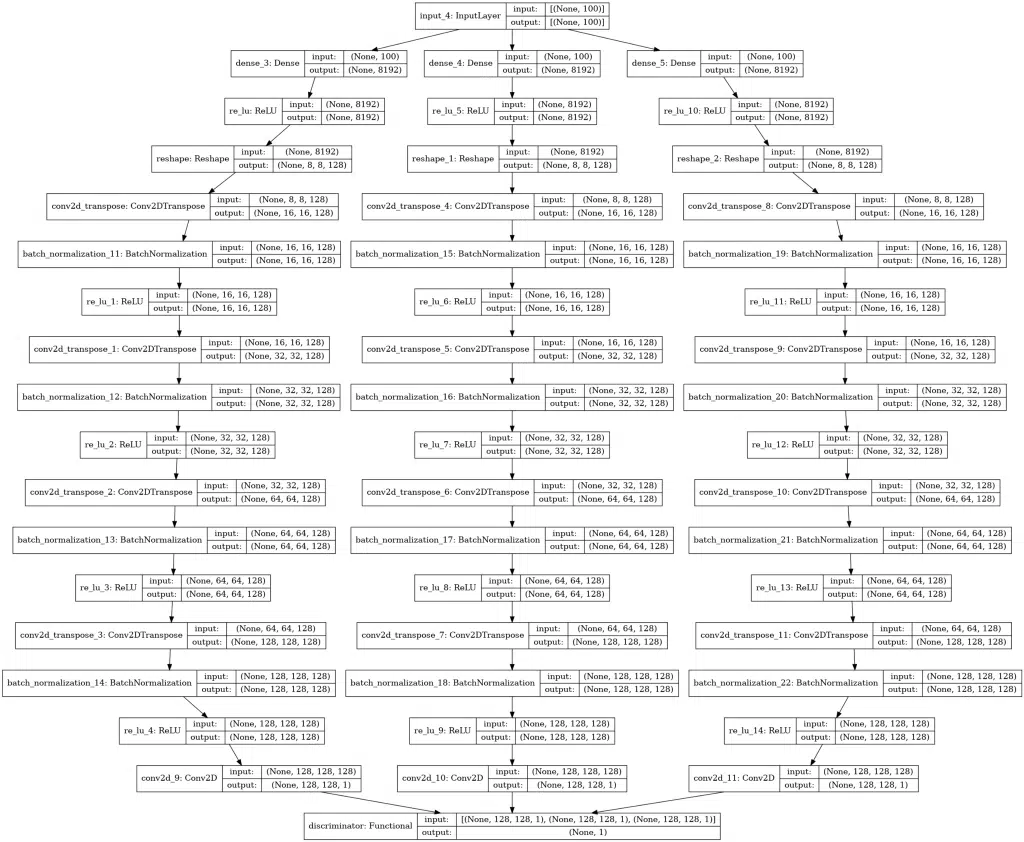 input_4: InputLayer input: [(None, 100)] output: [(None, 100)]
dense_3: Dense input: (None, 100) output: (None, 8192)
dense_4: Dense input: (None, 100) output: (None, 8192)
dense_5: Dense input: (None, 100) output: (None, 8192)
re_lu: ReLU input: (None, 8192) output: (None, 8192)
re_lu_5: ReLU input: (None, 8192) output: (None, 8192)
re_lu_10: ReLU input: (None, 8192) output: (None, 8192)
reshape: Reshape input: (None, 8192) output: (None, 8, 8, 128)
reshape_1: Reshape input: (None, 8192) output: (None, 8, 8, 128)
reshape_2: Reshape input: (None, 8192) output: (None, 8, 8, 128)
conv2d_transpose: Conv2DTranspose input: (None, 8, 8, 128) output: (None, 16, 16, 128)
conv2d_transpose_4: Conv2DTranspose input: (None, 8, 8, 128) output: (None, 16, 16, 128)
conv2d_transpose_8: Conv2DTranspose input: (None, 8, 8, 128) output: (None, 16, 16, 128)
batch_normalization_11: BatchNormalization input: (None, 16, 16, 128) output: (None, 16, 16, 128)
batch_normalization_15: BatchNormalization input: (None, 16, 16, 128) output: (None, 16, 16, 128)
batch_normalization_19: BatchNormalization input: (None, 16, 16, 128) output: (None, 16, 16, 128)
re_lu_1: ReLU input: (None, 16, 16, 128) output: (None, 16, 16, 128)
re_lu_6: ReLU input: (None, 16, 16, 128) output: (None, 16, 16, 128)
re_lu_11: ReLU input: (None, 16, 16, 128) output: (None, 16, 16, 128)
conv2d_transpose_1: Conv2DTranspose input: (None, 16, 16, 128) output: (None, 32, 32, 128)
conv2d_transpose_5: Conv2DTranspose input: (None, 16, 16, 128) output: (None, 32, 32, 128)
conv2d_transpose_9: Conv2DTranspose input: (None, 16, 16, 128) output: (None, 32, 32, 128)
batch_normalization_12: BatchNormalization input: (None, 32, 32, 128) output: (None, 32, 32, 128)
batch_normalization_16: BatchNormalization input: (None, 32, 32, 128) output: (None, 32, 32, 128)
batch_normalization_20: BatchNormalization input: (None, 32, 32, 128) output: (None, 32, 32, 128)
re_lu_2: ReLU input: (None, 32, 32, 128) output: (None, 32, 32, 128)
re_lu_7: ReLU input: (None, 32, 32, 128) output: (None, 32, 32, 128)
re_lu_12: ReLU input: (None, 32, 32, 128) output: (None, 32, 32, 128)
conv2d_transpose_2: Conv2DTranspose input: (None, 32, 32, 128) output: (None, 64, 64, 128)
conv2d_transpose_6: Conv2DTranspose input: (None, 32, 32, 128) output: (None, 64, 64, 128)
conv2d_transpose_10: Conv2DTranspose input: (None, 32, 32, 128) output: (None, 64, 64, 128)
batch_normalization_13: BatchNormalization input: (None, 64, 64, 128) output: (None, 64, 64, 128)
batch_normalization_17: BatchNormalization input: (None, 64, 64, 128) output: (None, 64, 64, 128)
batch_normalization_21: BatchNormalization input: (None, 64, 64, 128) output: (None, 64, 64, 128)
re_lu_3: ReLU input: (None, 64, 64, 128) output: (None, 64, 64, 128)
re_lu_8: ReLU input: (None, 64, 64, 128) output: (None, 64, 64, 128)
re_lu_13: ReLU input: (None, 64, 64, 128) output: (None, 64, 64, 128)
conv2d_transpose_3: Conv2DTranspose input: (None, 64, 64, 128) output: (None, 128, 128, 128)
conv2d_transpose_7: Conv2DTranspose input: (None, 64, 64, 128) output: (None, 128, 128, 128)
conv2d_transpose_11: Conv2DTranspose input: (None, 64, 64, 128) output: (None, 128, 128, 128)
batch_normalization_14: BatchNormalization input: (None, 128, 128, 128) output: (None, 128, 128, 128)
batch_normalization_18: BatchNormalization input: (None, 128, 128, 128) output: (None, 128, 128, 128)
batch_normalization_22: BatchNormalization input: (None, 128, 128, 128) output: (None, 128, 128, 128)
re_lu_4: ReLU input: (None, 128, 128, 128) output: (None, 128, 128, 128)
re_lu_9: ReLU input: (None, 128, 128, 128) output: (None, 128, 128, 128)
re_lu_14: ReLU input: (None, 128, 128, 128) output: (None, 128, 128, 128)
conv2d_9: Conv2D input: (None, 128, 128, 128) output: (None, 128, 128, 1)
conv2d_10: Conv2D input: (None, 128, 128, 128) output: (None, 128, 128, 1)
conv2d_11: Conv2D input: (None, 128, 128, 128) output: (None, 128, 128, 1)
discriminator: Functional input: [(None, 128, 128, 1), (None, 128, 128, 1), (None, 128, 128, 1)] output: (None, 1)